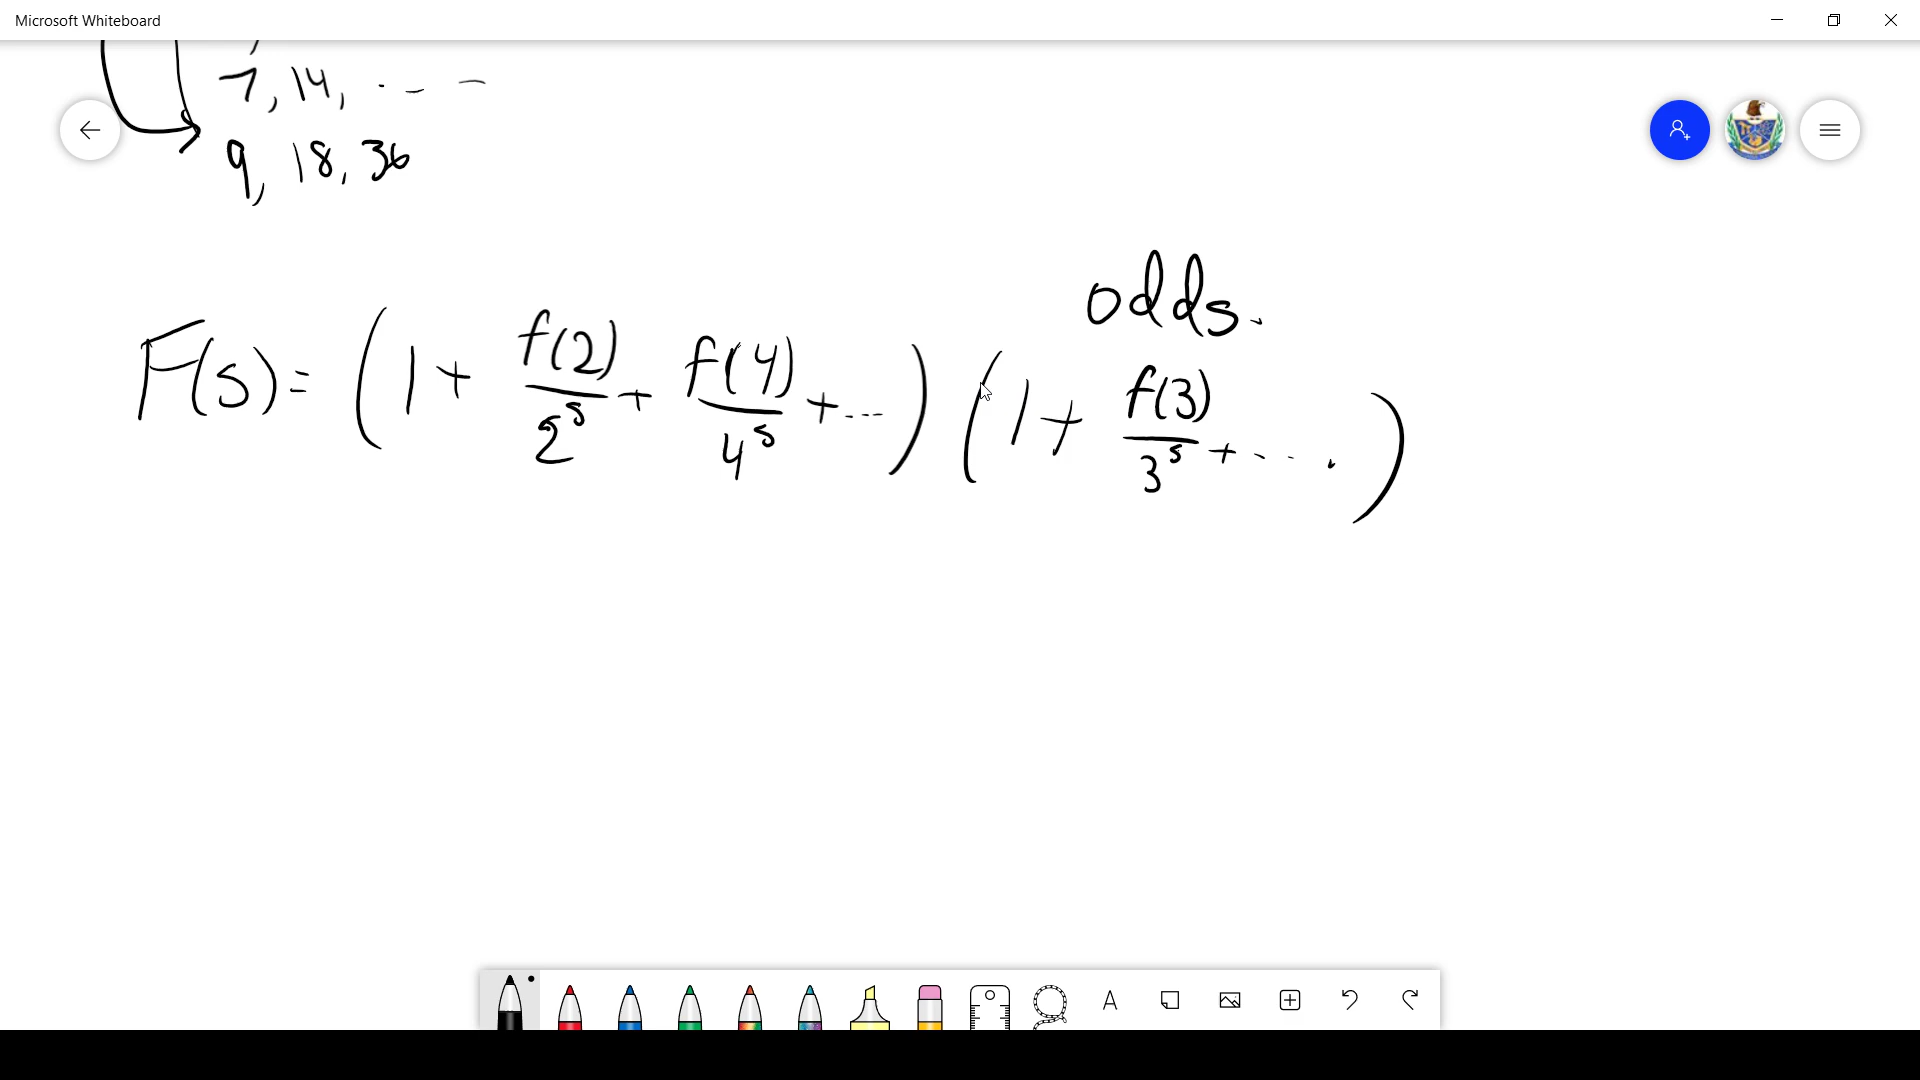 Microsoft Whiteboard
7, 14, . . – –
9, 18, 36
odds.
F(s) = (1 + f(2)/2^s + f(4)/4^s + ...) (1 + f(3)/3^s + ....)
A